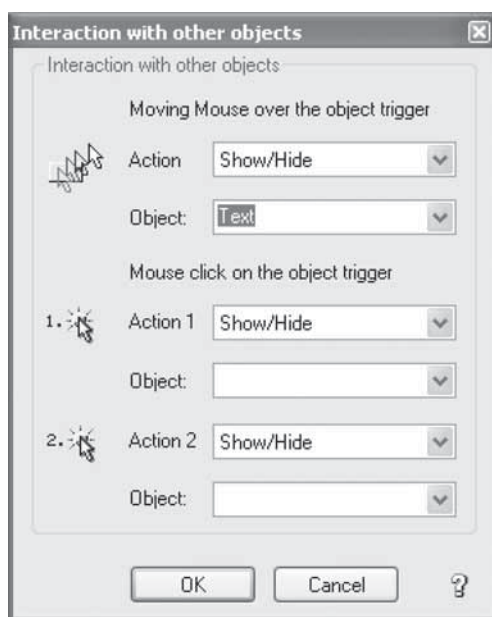 Interaction with other objects
Interaction with other objects
Moving Mouse over the object trigger
Action Show/Hide
Object: Text
Mouse click on the object trigger
1. Action 1 Show/Hide
Object:
2. Action 2 Show/Hide
Object:
OK Cancel ?